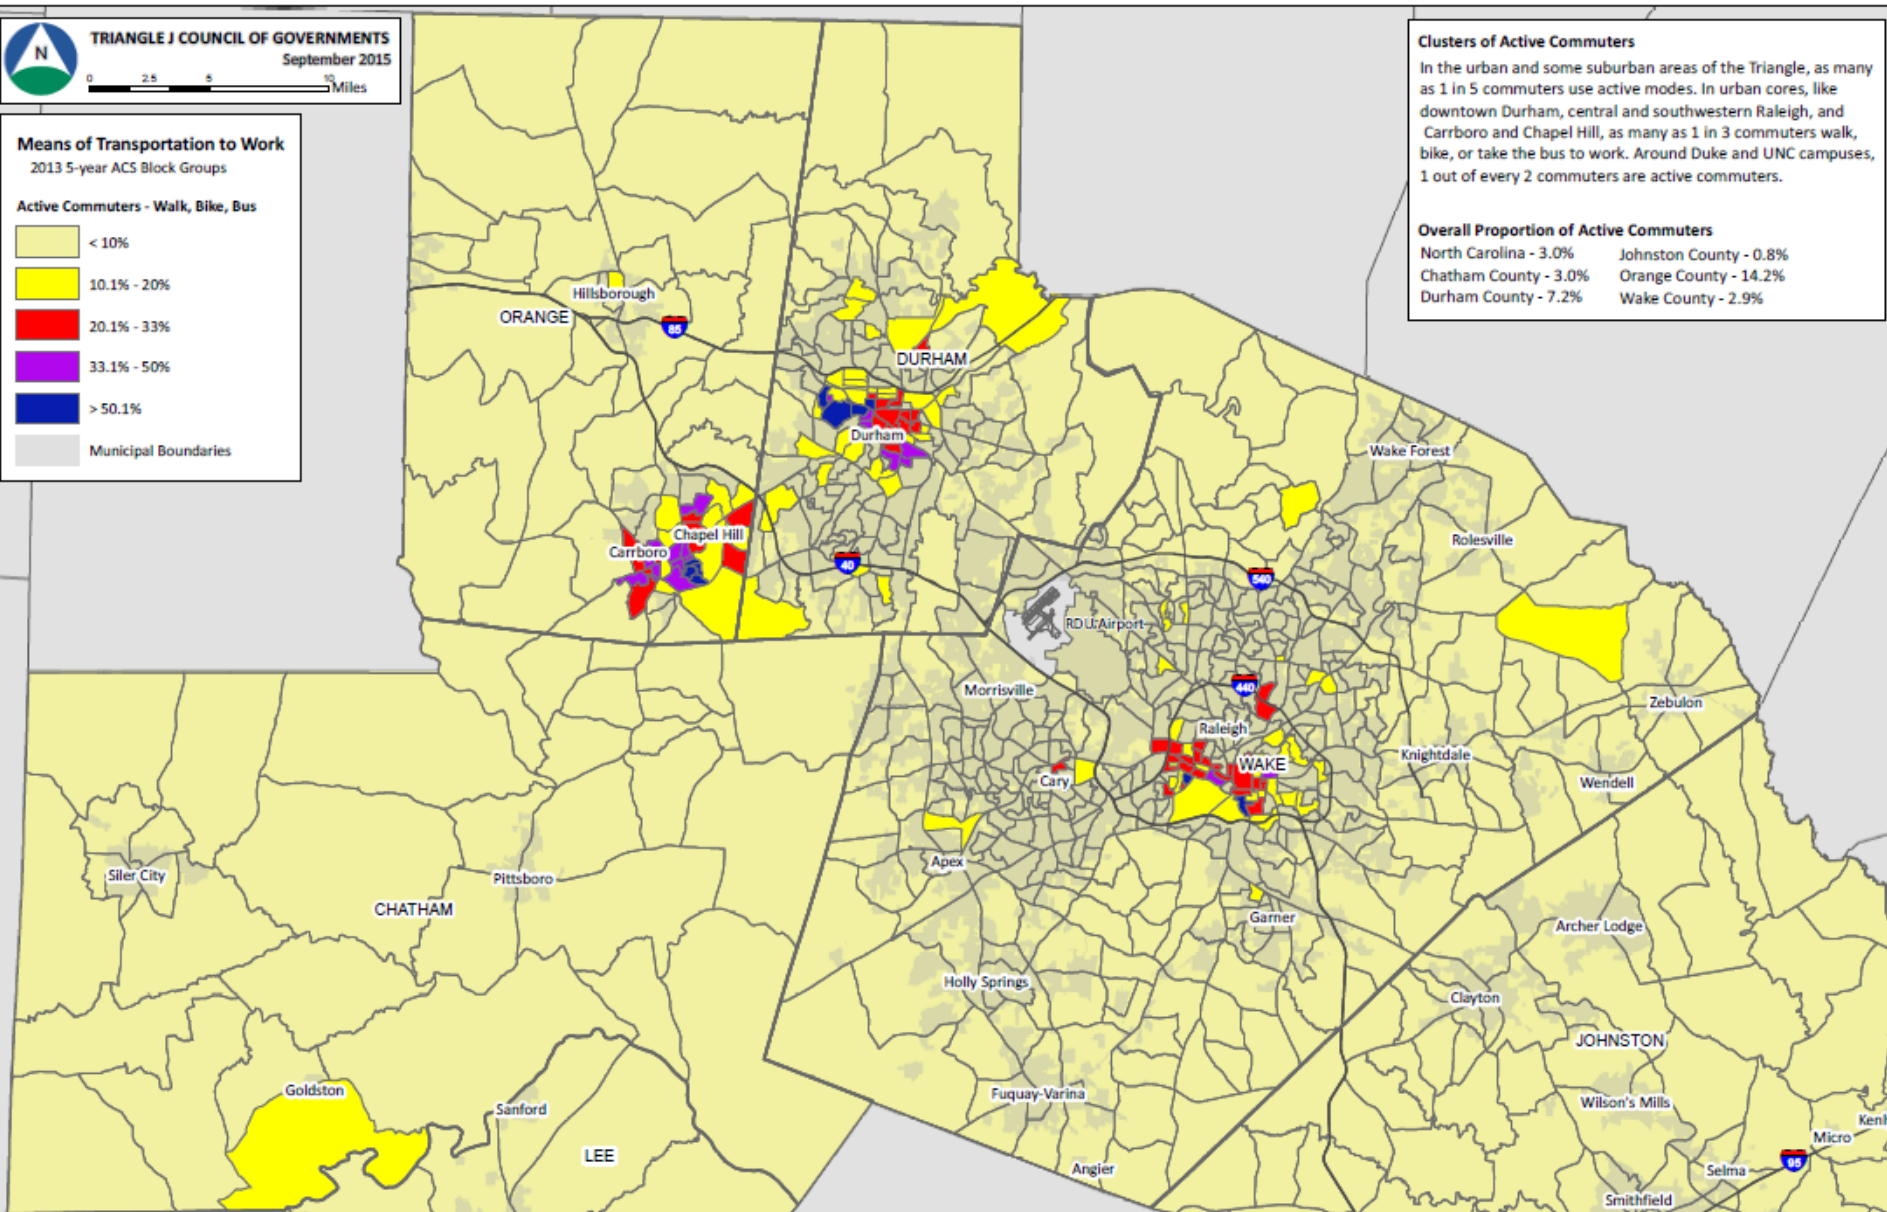 TRIANGLE J COUNCIL OF GOVERNMENTS
September 2015
N
0 2.5 5 10
Miles
Means of Transportation to Work
2013 5-year ACS Block Groups
Active Commuters - Walk, Bike, Bus
< 10%
10.1% - 20%
20.1% - 33%
33.1% - 50%
> 50.1%
Municipal Boundaries
Clusters of Active Commuters
In the urban and some suburban areas of the Triangle, as many
as 1 in 5 commuters use active modes. In urban cores, like
downtown Durham, central and southwestern Raleigh, and
Carrboro and Chapel Hill, as many as 1 in 3 commuters walk,
bike, or take the bus to work. Around Duke and UNC campuses,
1 out of every 2 commuters are active commuters.
Overall Proportion of Active Commuters
North Carolina - 3.0% Johnston County - 0.8%
Chatham County - 3.0% Orange County - 14.2%
Durham County - 7.2% Wake County - 2.9%
Hillsborough
ORANGE
85
DURHAM
Durham
Wake Forest
Chapel Hill
Carrboro
Rolesville
40
540
RDU Airport
Morrisville
440
Zebulon
Raleigh
WAKE
Knightdale
Cary
Wendell
Apex
Siler City
Pittsboro
CHATHAM
Garner
Archer Lodge
Holly Springs
Clayton
JOHNSTON
Goldston
Fuquay-Varina
Sanford
Wilson's Mills
Micro
LEE
Angier
95
Selma
Smithfield